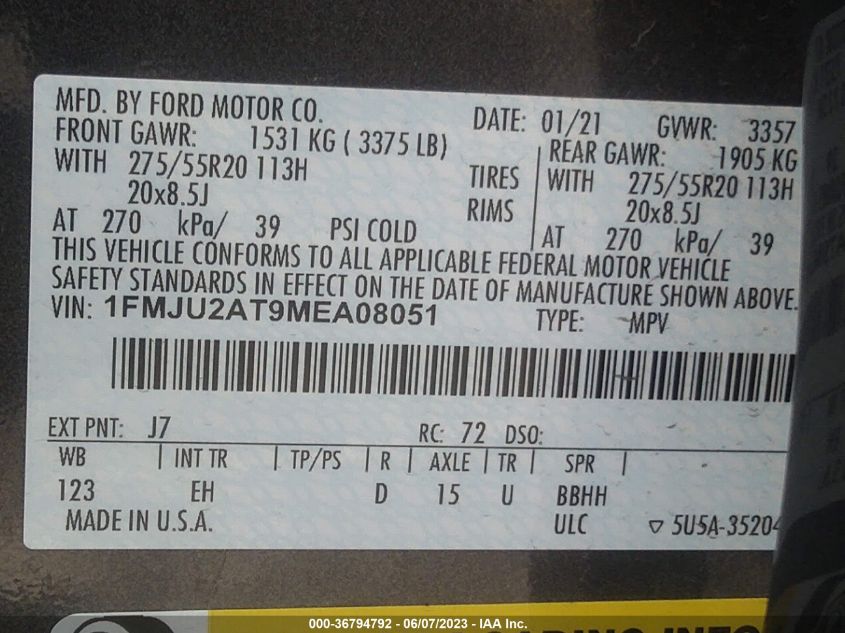 MFD. BY FORD MOTOR CO. DATE: 01/21 GVWR: 3357
FRONT GAWR: 1531 KG ( 3375 LB) REAR GAWR: 1905 KG
WITH 275/55R20 113H TIRES WITH 275/55R20 113H
20x8.5J RIMS 20x8.5J
AT 270 kPa/ 39 PSI COLD AT 270 kPa/ 39
THIS VEHICLE CONFORMS TO ALL APPLICABLE FEDERAL MOTOR VEHICLE
SAFETY STANDARDS IN EFFECT ON THE DATE OF MANUFACTURE SHOWN ABOVE.
VIN: 1FMJU2AT9MEA08051 TYPE: MPV
EXT PNT: J7 RC: 72 DSO:
WB | INT TR | TP/PS | R | AXLE | TR | SPR |
123 EH D 15 U BBHH
MADE IN U.S.A. ULC ▽ 5U5A-35204
000-36794792 - 06/07/2023 - IAA Inc.